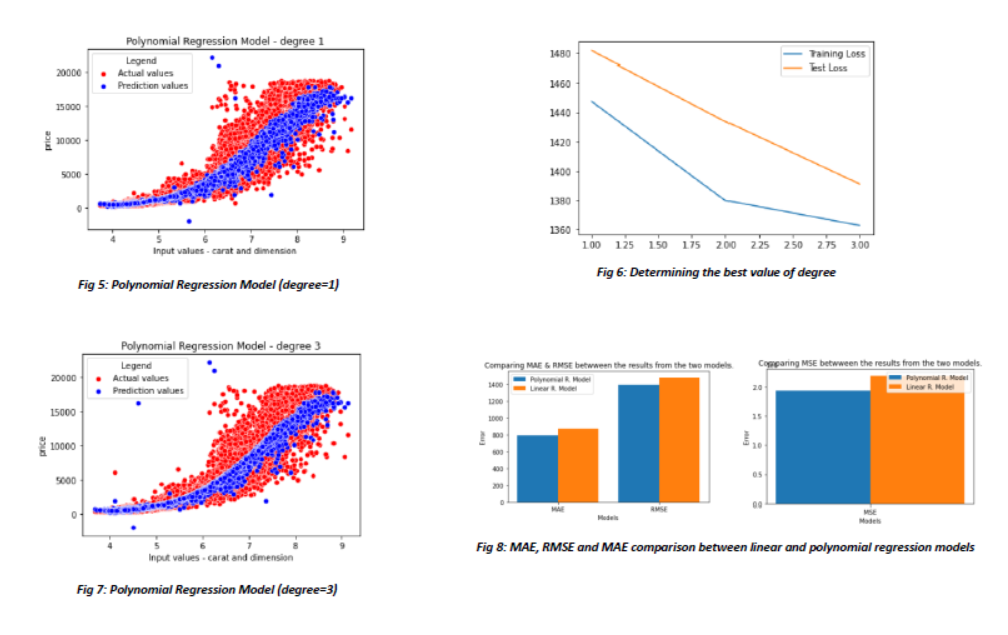 Polynomial Regression Model - degree 1
Legend
Actual values
Prediction values
20000
15000
10000
5000
0
price
4 5 6 7 8 9
Input values - carat and dimension
Fig 5: Polynomial Regression Model (degree=1)
Training Loss
Test Loss
1480
1460
1440
1420
1400
1380
1360
1.00 1.25 1.50 1.75 2.00 2.25 2.50 2.75 3.00
Fig 6: Determining the best value of degree
Polynomial Regression Model - degree 3
Legend
Actual values
Prediction values
20000
15000
10000
5000
0
price
4 5 6 7 8 9
Input values - carat and dimension
Fig 7: Polynomial Regression Model (degree=3)
Comparing MAE & RMSE betwween the results from the two models.
Polynomial R. Model
Linear R. Model
1400
1200
1000
800
600
400
200
0
Error
MAE RMSE
Models
Comparing MSE betwween the results from the two models.
Polynomial R. Model
Linear R. Model
2.0
1.5
1.0
0.5
0.0
Error
MSE
Models
Fig 8: MAE, RMSE and MAE comparison between linear and polynomial regression models